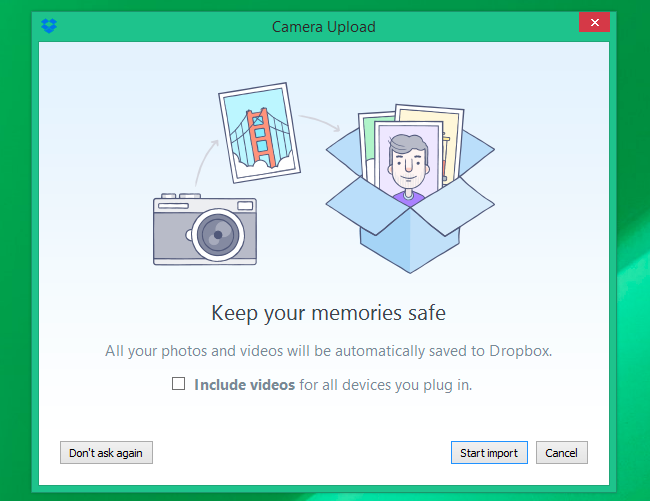 Camera Upload
Keep your memories safe
All your photos and videos will be automatically saved to Dropbox.
Include videos for all devices you plug in.
Don't ask again
Start import
Cancel